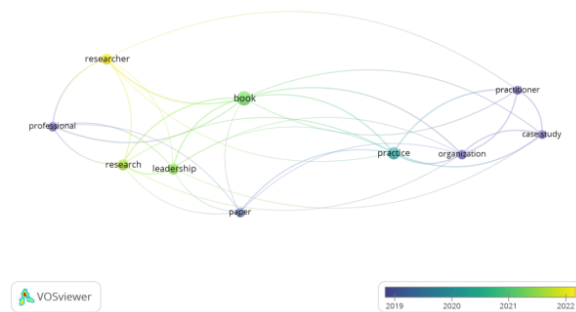 researcher
book
practitioner
professional
case study
practice
organization
research
leadership
paper
VOSviewer
2019 2020 2021 2022